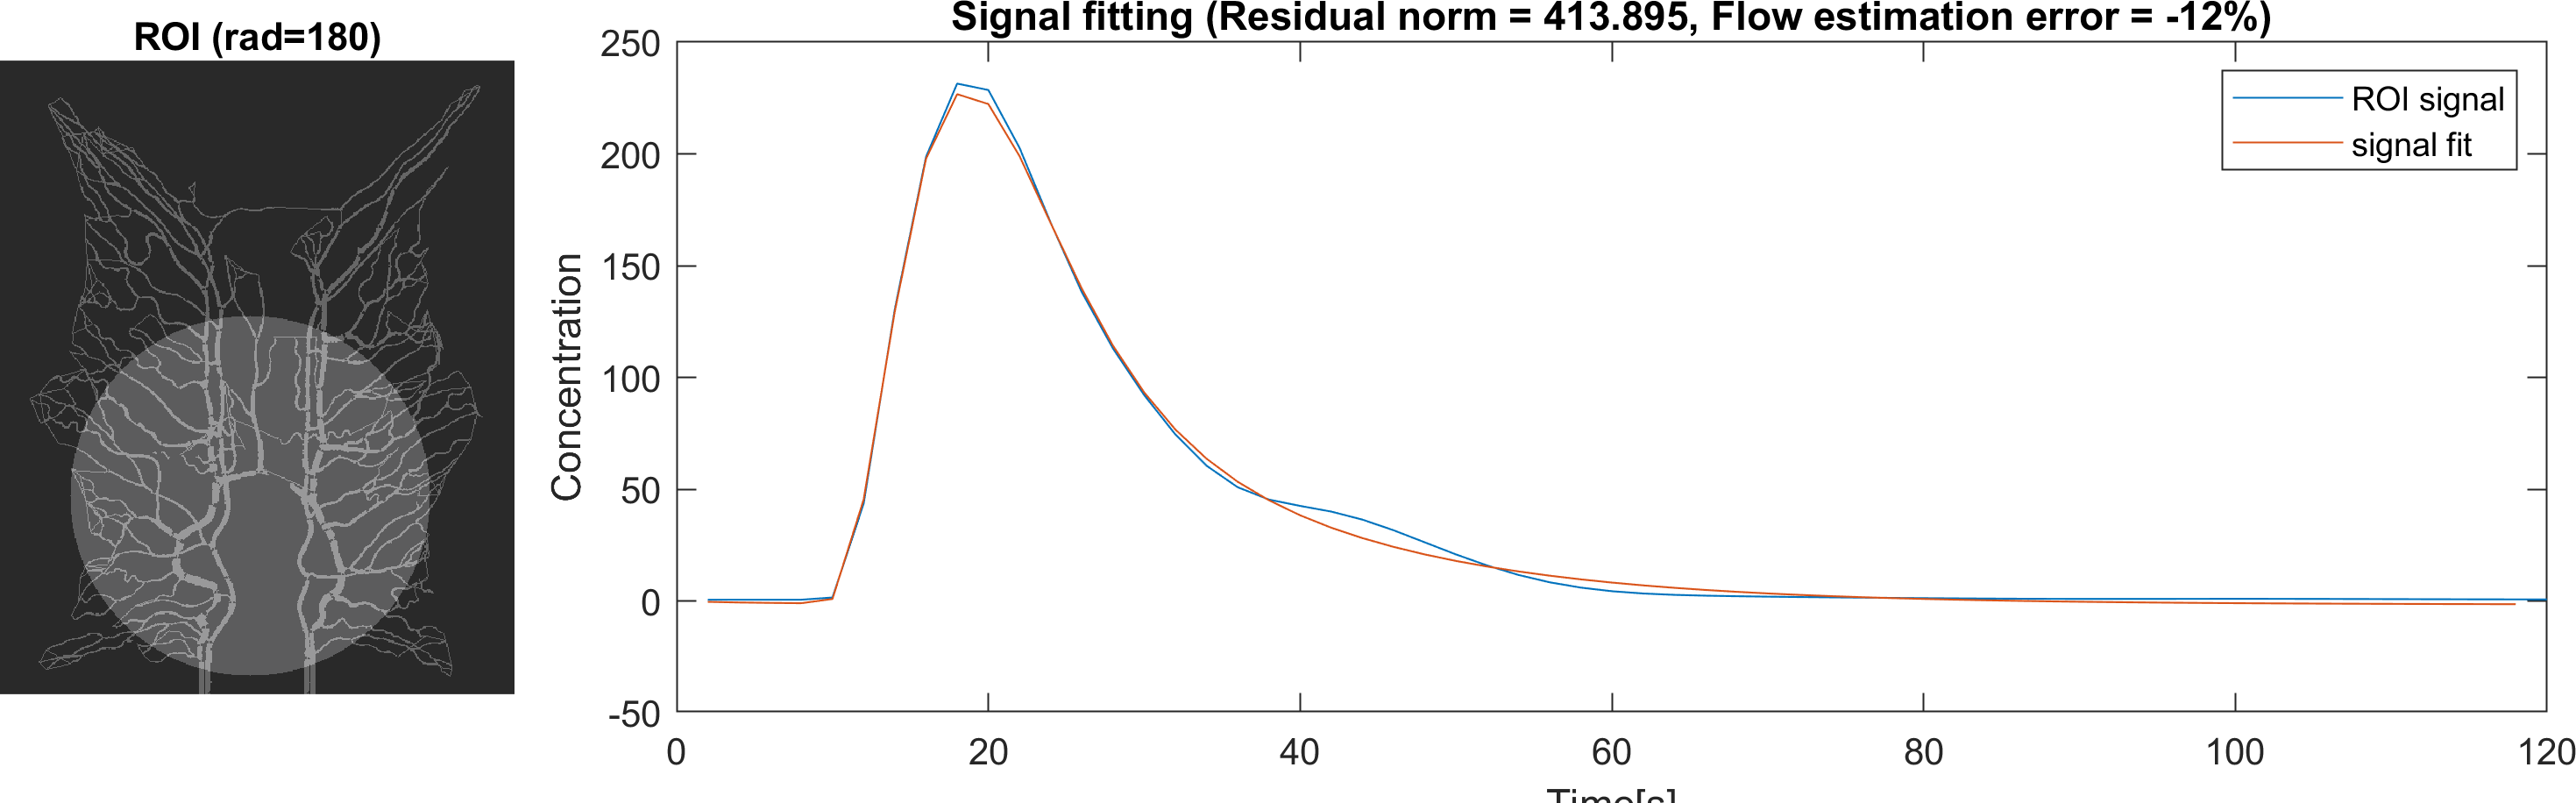 ROI (rad=180)
Signal fitting (Residual norm = 413.895, Flow estimation error = -12%)
250
200
150
100
50
0
-50
Concentration
ROI signal
signal fit
0 20 40 60 80 100 120
Time[s]